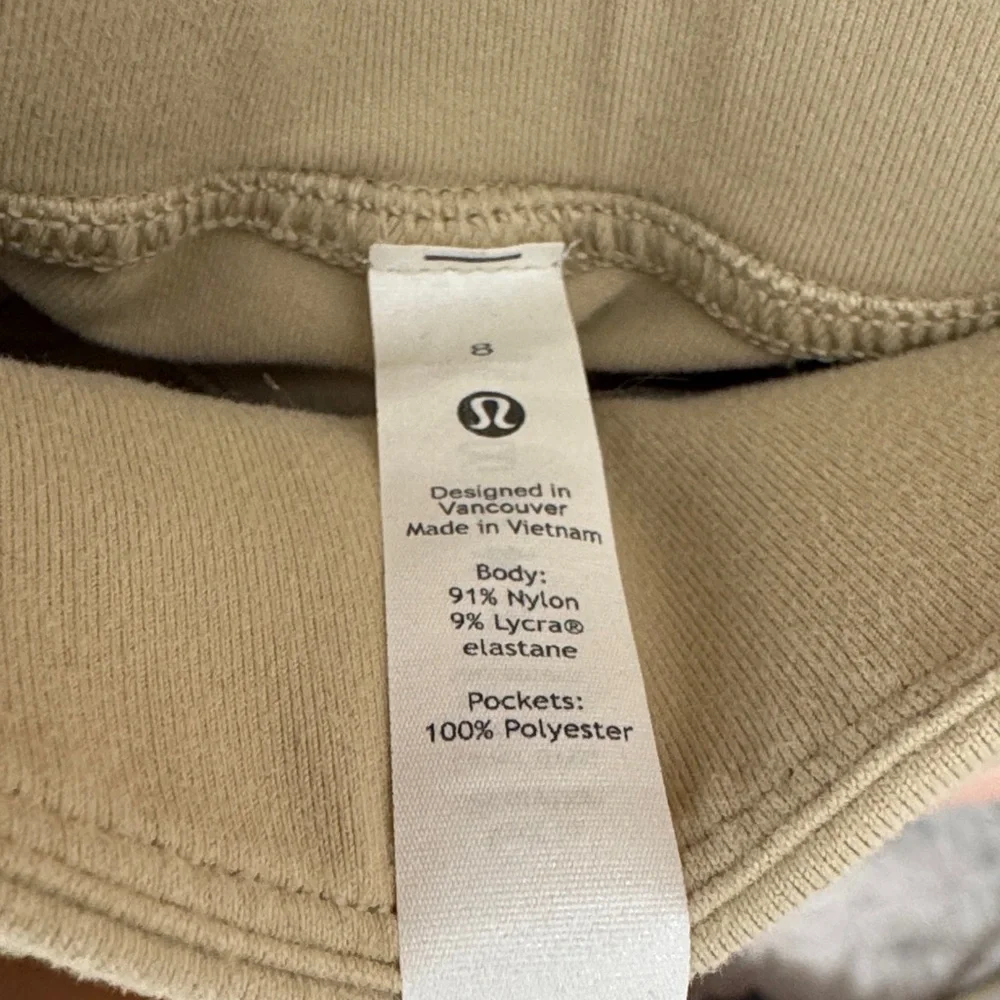 8
Designed in
Vancouver
Made in Vietnam
Body:
91% Nylon
9% Lycra®
elastane
Pockets:
100% Polyester